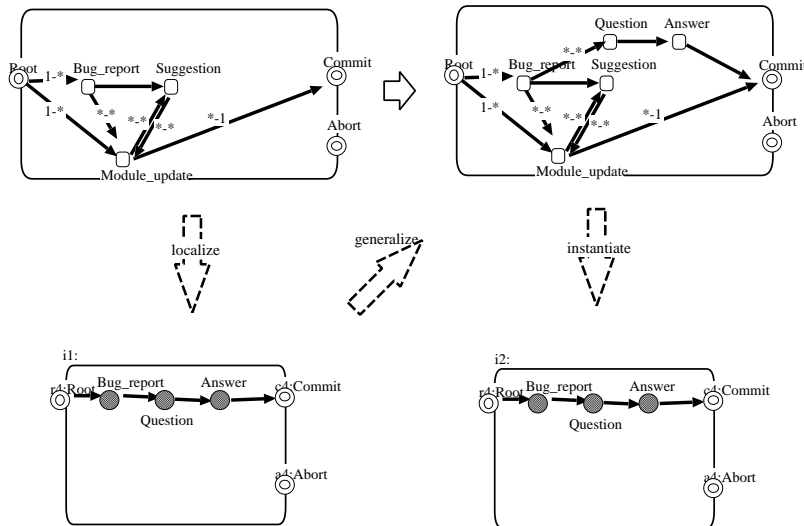 Question Answer
Root 1-* Bug_report Suggestion Commit
1-* *-* *-* *-* *-1
Abort
Module_update
Root 1-* Bug_report *-* Suggestion Commit
1-* *-* *-* *-* *-1
Abort
Module_update
localize
generalize
instantiate
i1:
r4:Root Bug_report Answer c4:Commit
Question
a4:Abort
i2:
r4:Root Bug_report Answer c4:Commit
Question
a4:Abort